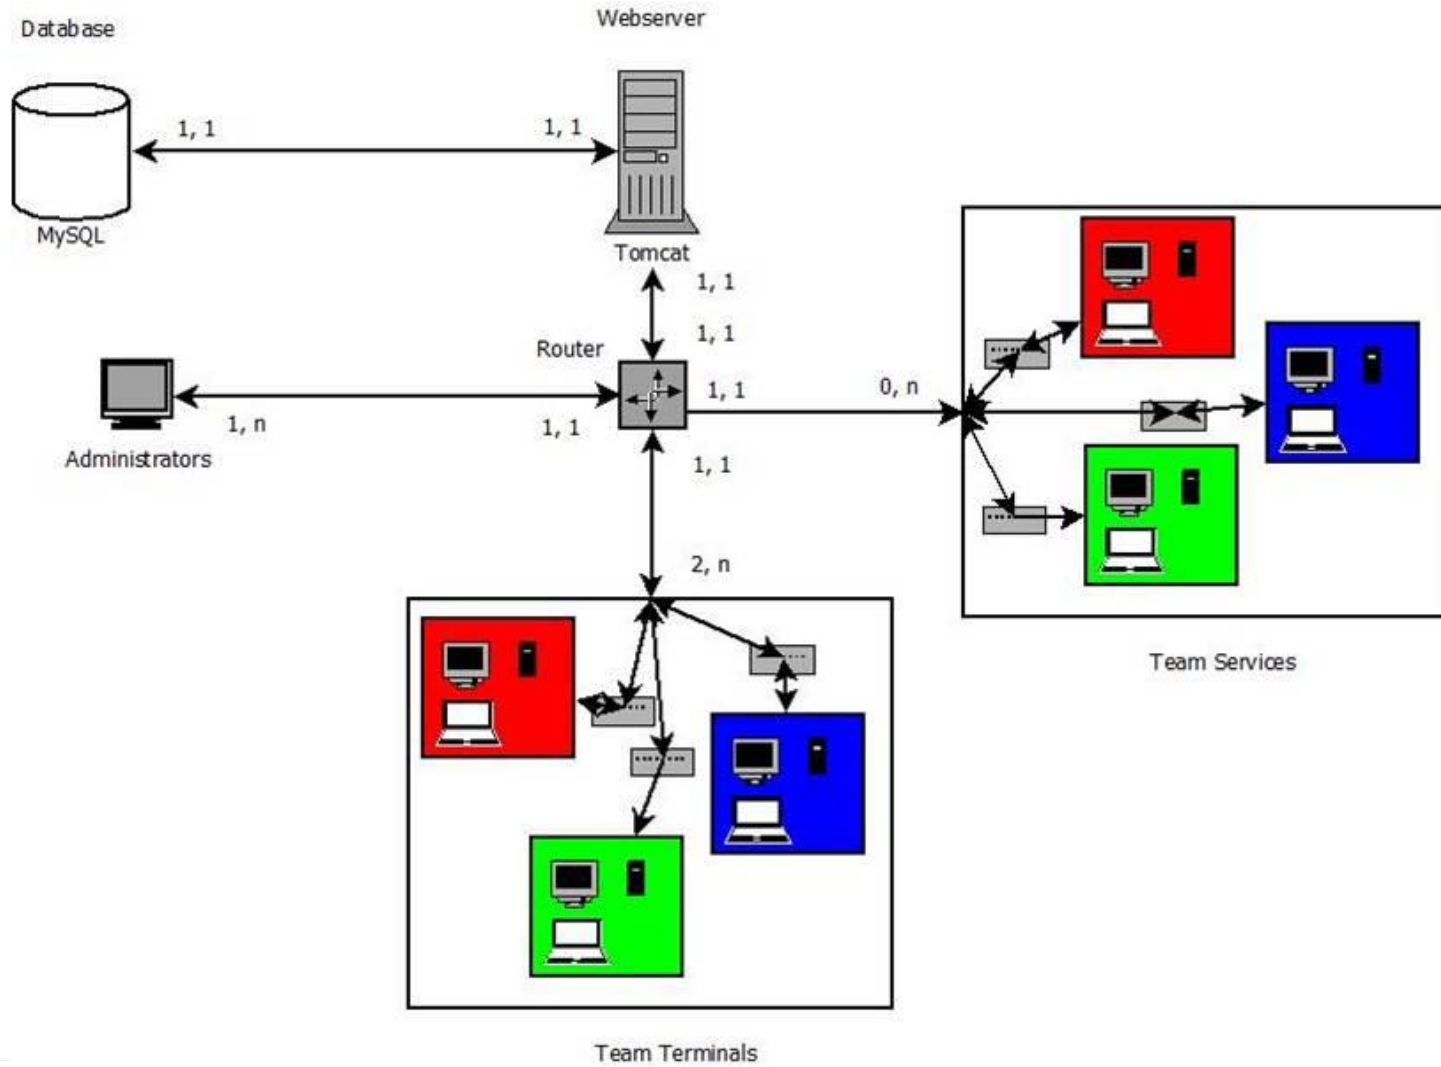 Database
Webserver
1, 1
1, 1
MySQL
Tomcat
1, 1
1, 1
Router
1, 1
0, n
1, n
1, 1
Administrators
1, 1
2, n
Team Services
Team Terminals